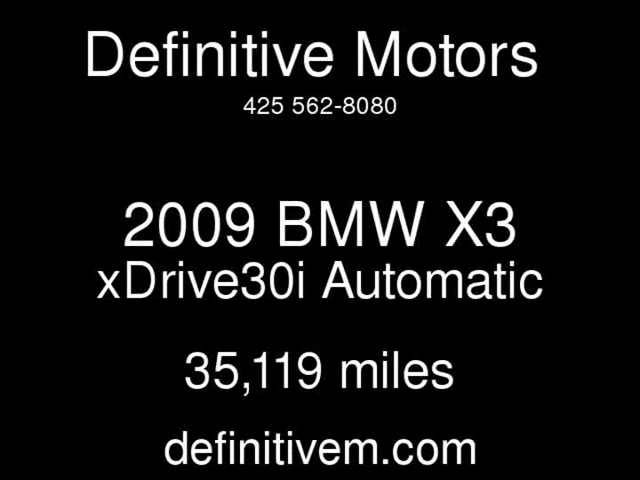 Definitive Motors
425 562-8080
2009 BMW X3
xDrive30i Automatic
35,119 miles
definitivem.com